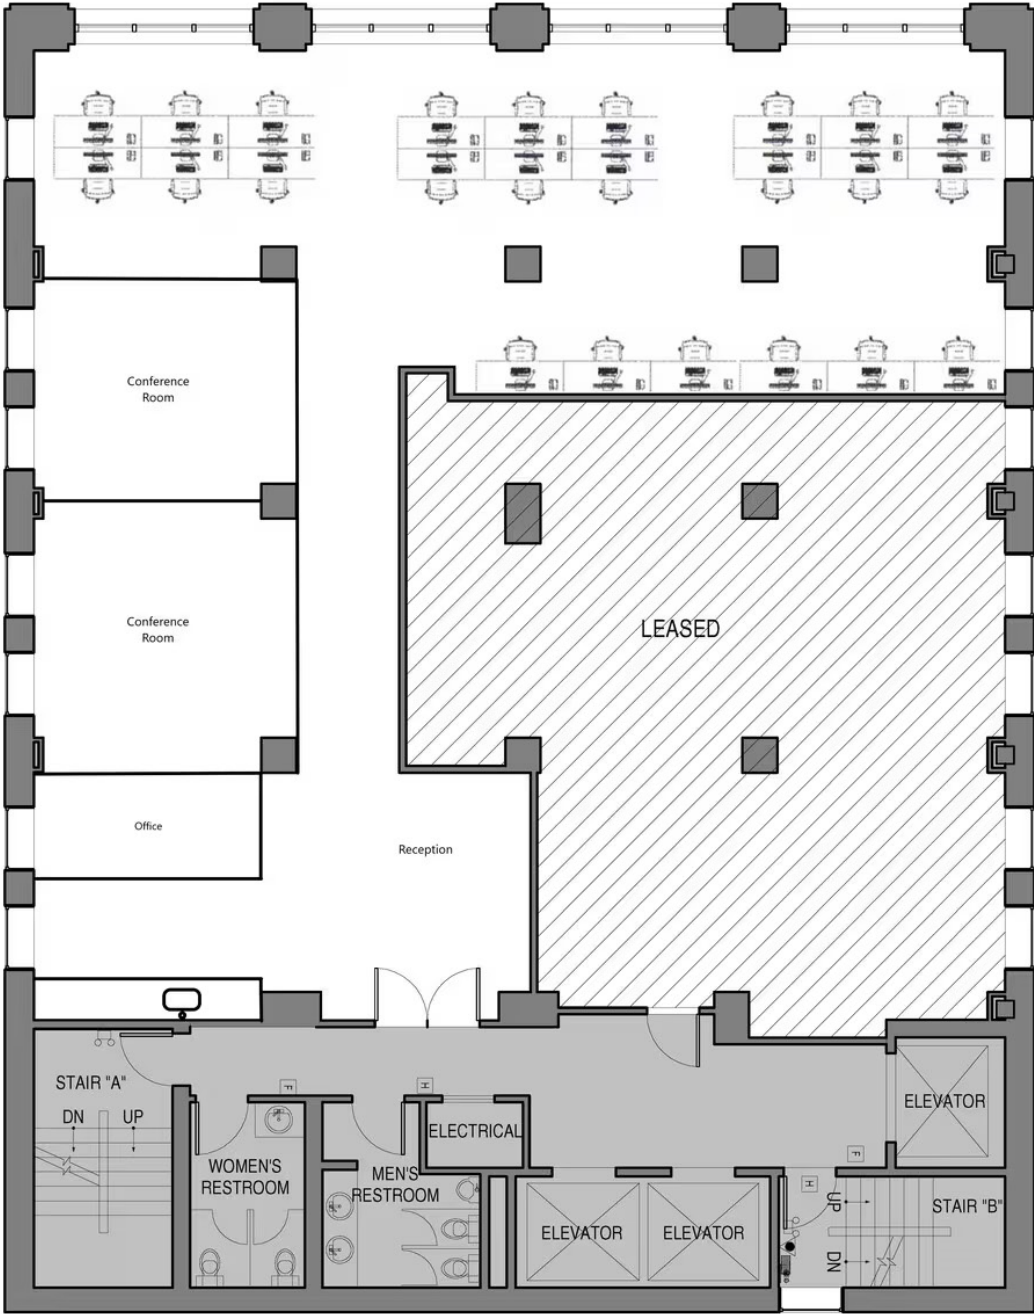 Conference
Room
LEASED
Conference
Room
Office
Reception
STAIR "A"
DN UP
F
H
ELECTRICAL
WOMEN'S
RESTROOM
MEN'S
RESTROOM
ELEVATOR
ELEVATOR
ELEVATOR
F
H
UP
DN
STAIR "B"